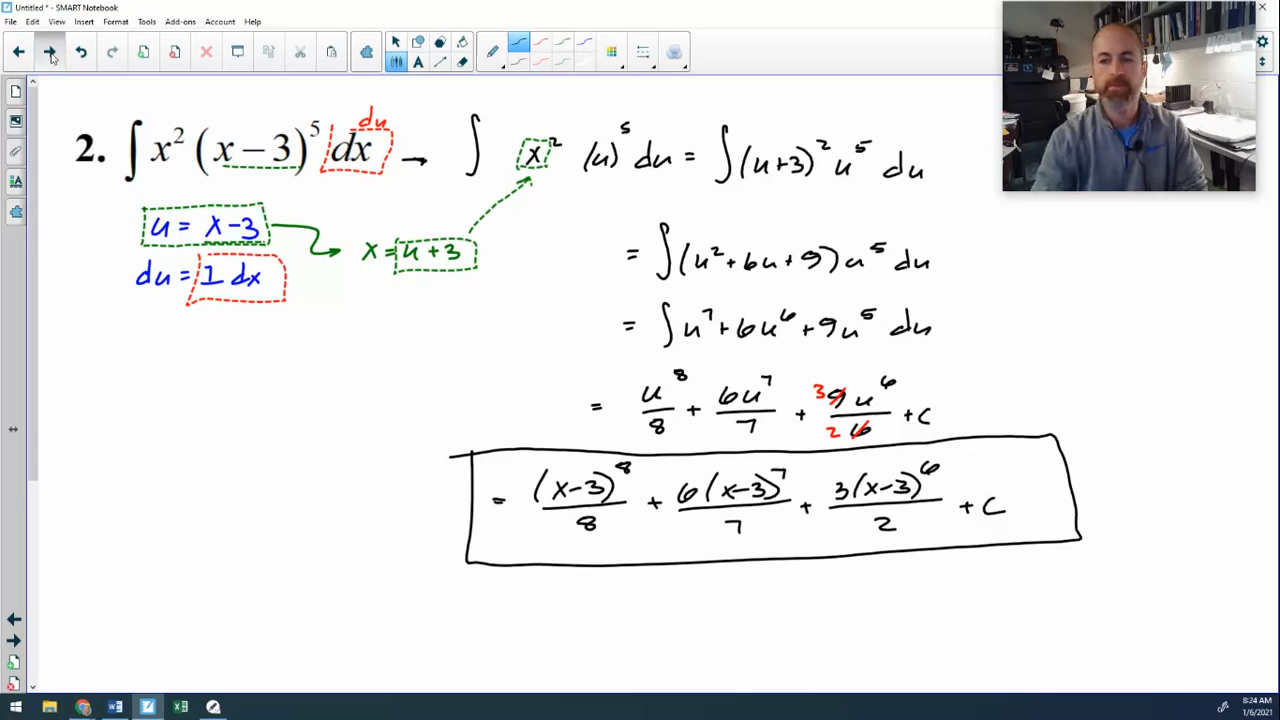 Untitled * - SMART Notebook
File Edit View Insert Format Tools Add-ons Account Help
2. ∫ x² (x − 3)⁵ dx → ∫ x² (u)⁵ du = ∫ (u+3)² u⁵ du
du
u = x−3
x = u+3
du = 1 dx
= ∫ (u² + 6u + 9) u⁵ du
= ∫ u⁷ + 6u⁶ + 9u⁵ du
= u⁸/8 + 6u⁷/7 + 9u⁶/6 + C
3
2
= (x−3)⁸/8 + 6(x−3)⁷/7 + 3(x−3)⁶/2 + C
8:24 AM
1/6/2021